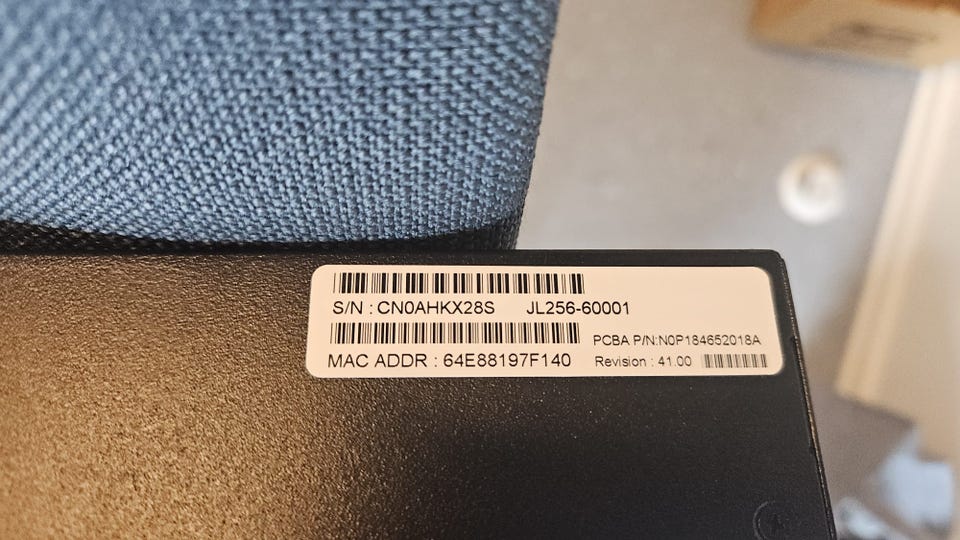 S/N : CN0AHKX28S JL256-60001
PCBA P/N:N0P184652018A
MAC ADDR : 64E88197F140 Revision : 41.00